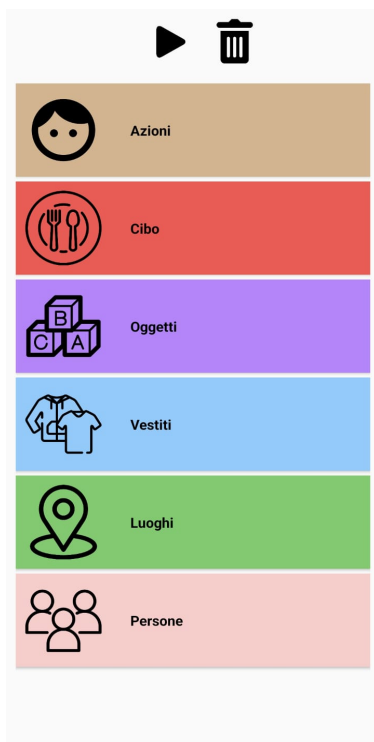 Azioni
Cibo
B
C A
Oggetti
Vestiti
Luoghi
Persone